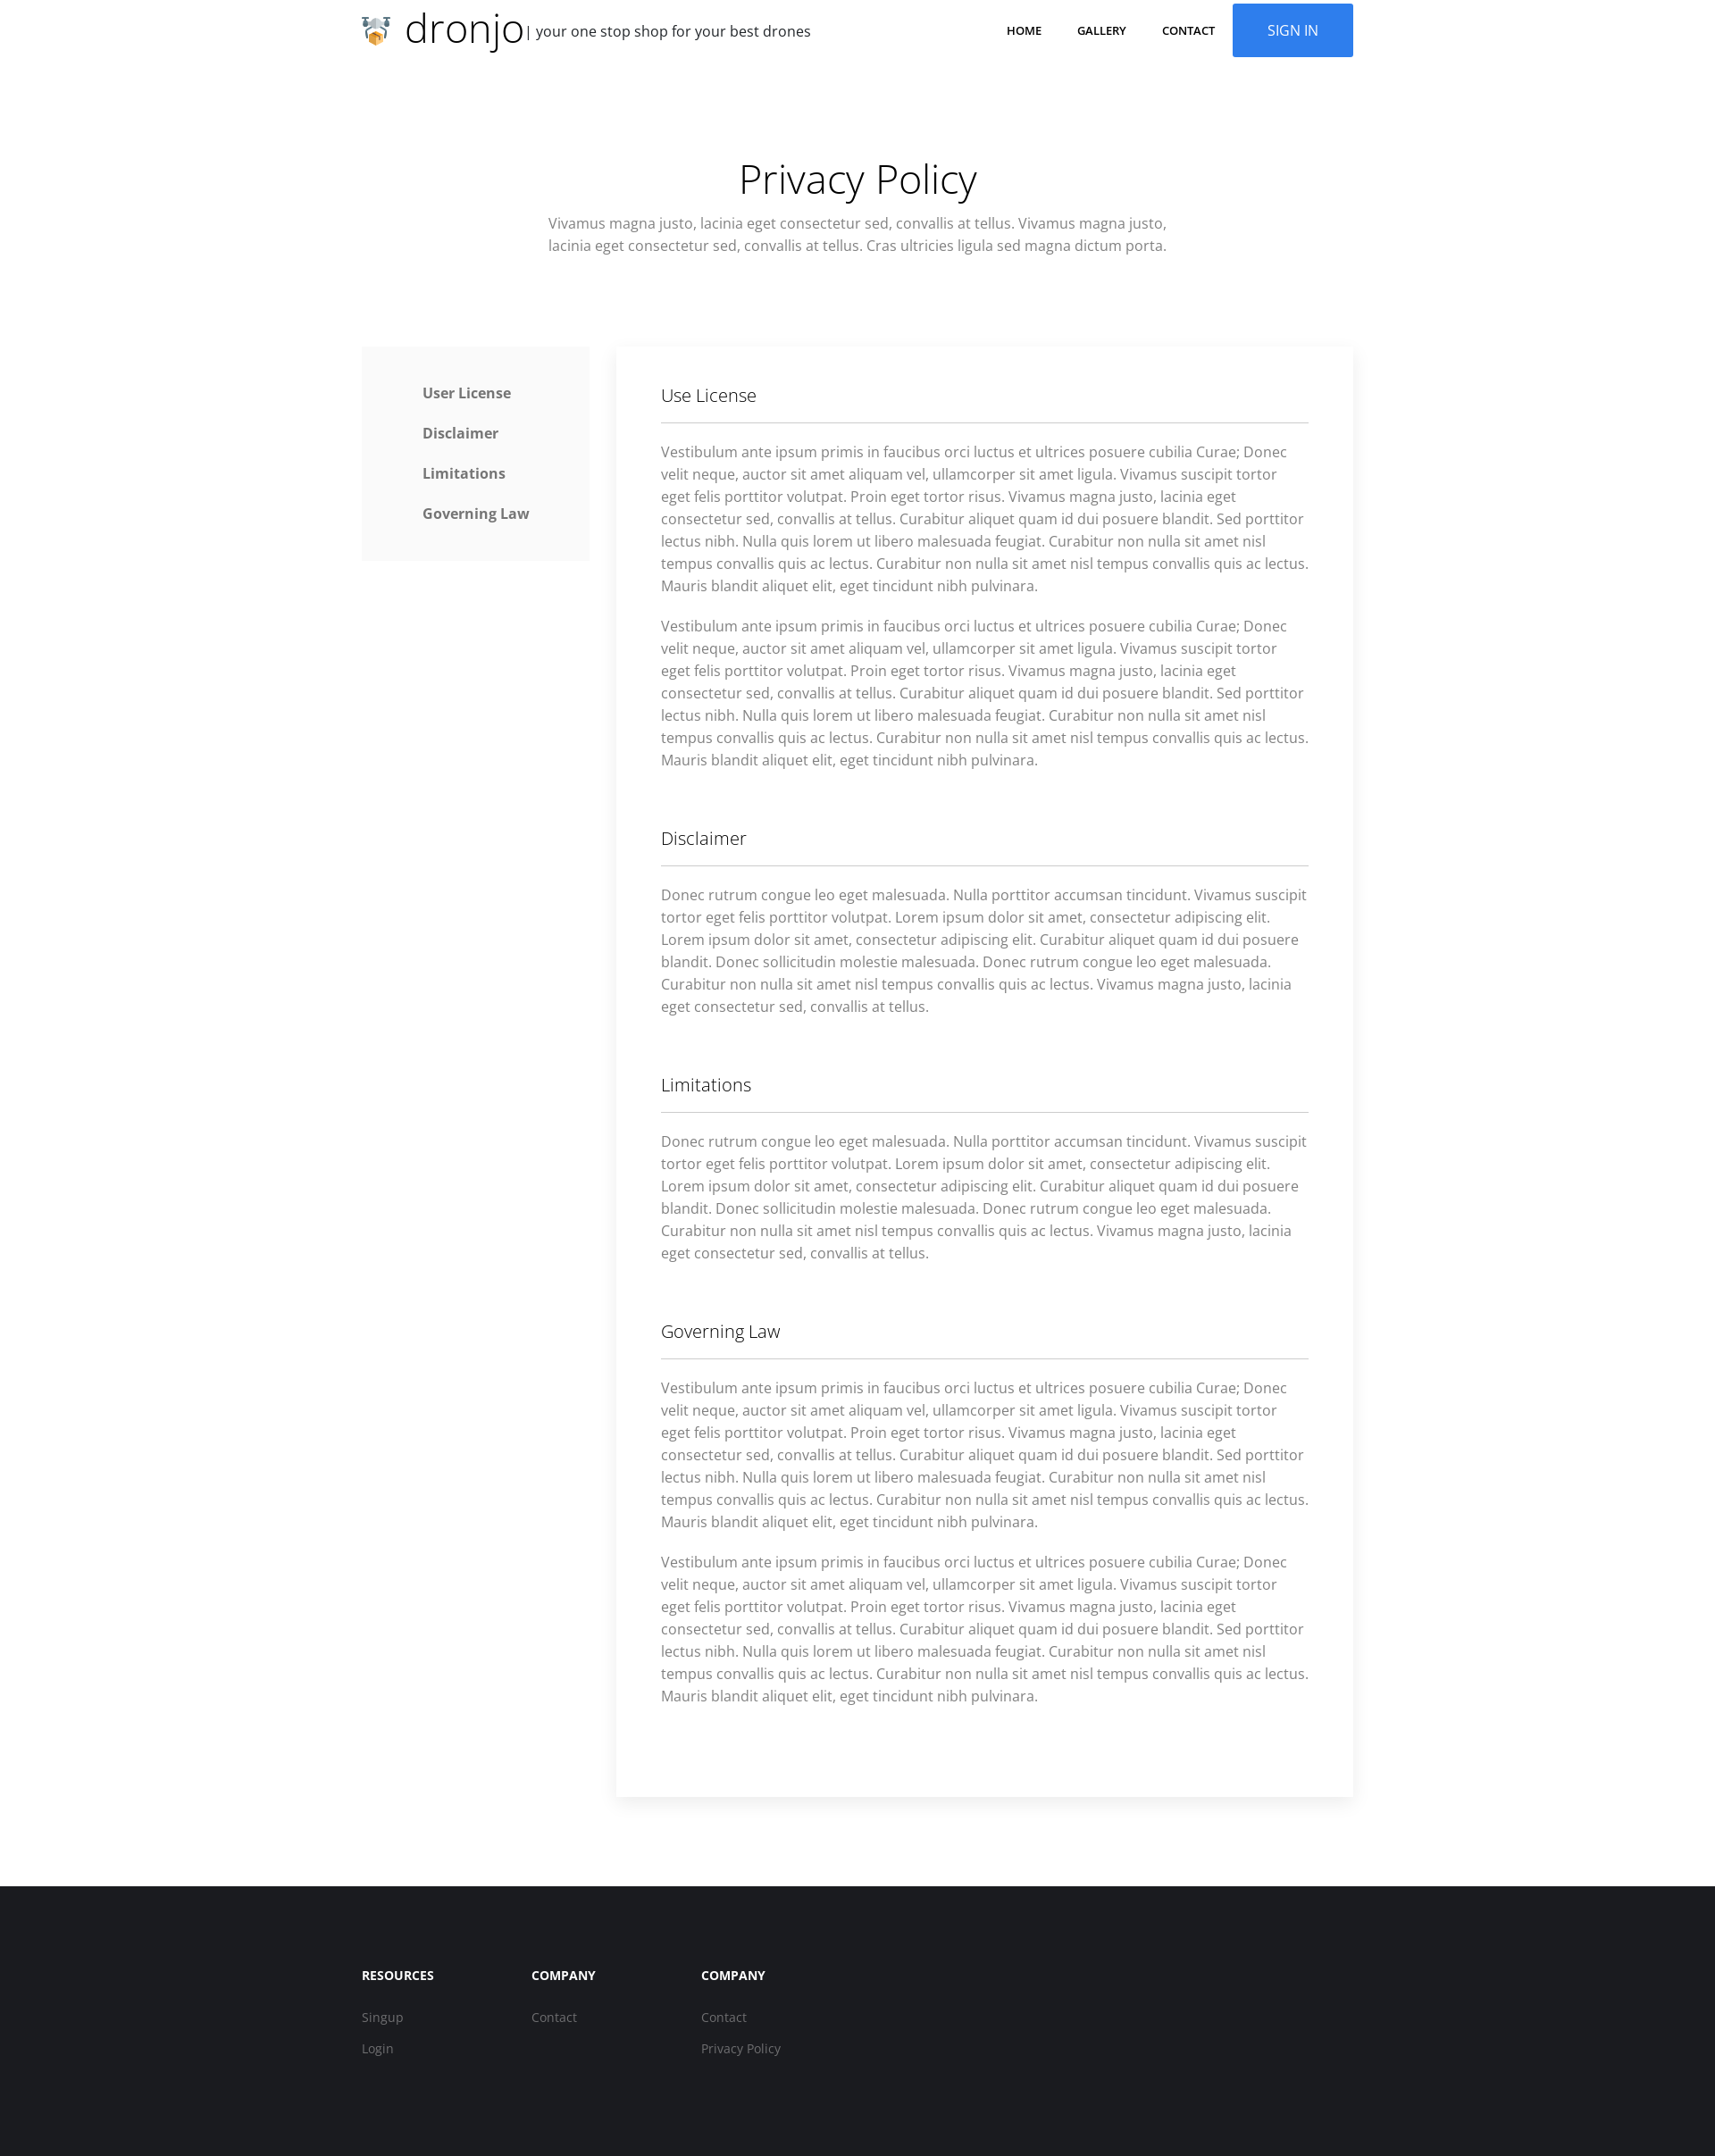 dronjo | your one stop shop for your best drones
HOME GALLERY CONTACT SIGN IN
Privacy Policy
Vivamus magna justo, lacinia eget consectetur sed, convallis at tellus. Vivamus magna justo,
lacinia eget consectetur sed, convallis at tellus. Cras ultricies ligula sed magna dictum porta.
User License
Disclaimer
Limitations
Governing Law
Use License
Vestibulum ante ipsum primis in faucibus orci luctus et ultrices posuere cubilia Curae; Donec
velit neque, auctor sit amet aliquam vel, ullamcorper sit amet ligula. Vivamus suscipit tortor
eget felis porttitor volutpat. Proin eget tortor risus. Vivamus magna justo, lacinia eget
consectetur sed, convallis at tellus. Curabitur aliquet quam id dui posuere blandit. Sed porttitor
lectus nibh. Nulla quis lorem ut libero malesuada feugiat. Curabitur non nulla sit amet nisl
tempus convallis quis ac lectus. Curabitur non nulla sit amet nisl tempus convallis quis ac lectus.
Mauris blandit aliquet elit, eget tincidunt nibh pulvinara.
Vestibulum ante ipsum primis in faucibus orci luctus et ultrices posuere cubilia Curae; Donec
velit neque, auctor sit amet aliquam vel, ullamcorper sit amet ligula. Vivamus suscipit tortor
eget felis porttitor volutpat. Proin eget tortor risus. Vivamus magna justo, lacinia eget
consectetur sed, convallis at tellus. Curabitur aliquet quam id dui posuere blandit. Sed porttitor
lectus nibh. Nulla quis lorem ut libero malesuada feugiat. Curabitur non nulla sit amet nisl
tempus convallis quis ac lectus. Curabitur non nulla sit amet nisl tempus convallis quis ac lectus.
Mauris blandit aliquet elit, eget tincidunt nibh pulvinara.
Disclaimer
Donec rutrum congue leo eget malesuada. Nulla porttitor accumsan tincidunt. Vivamus suscipit
tortor eget felis porttitor volutpat. Lorem ipsum dolor sit amet, consectetur adipiscing elit.
Lorem ipsum dolor sit amet, consectetur adipiscing elit. Curabitur aliquet quam id dui posuere
blandit. Donec sollicitudin molestie malesuada. Donec rutrum congue leo eget malesuada.
Curabitur non nulla sit amet nisl tempus convallis quis ac lectus. Vivamus magna justo, lacinia
eget consectetur sed, convallis at tellus.
Limitations
Donec rutrum congue leo eget malesuada. Nulla porttitor accumsan tincidunt. Vivamus suscipit
tortor eget felis porttitor volutpat. Lorem ipsum dolor sit amet, consectetur adipiscing elit.
Lorem ipsum dolor sit amet, consectetur adipiscing elit. Curabitur aliquet quam id dui posuere
blandit. Donec sollicitudin molestie malesuada. Donec rutrum congue leo eget malesuada.
Curabitur non nulla sit amet nisl tempus convallis quis ac lectus. Vivamus magna justo, lacinia
eget consectetur sed, convallis at tellus.
Governing Law
Vestibulum ante ipsum primis in faucibus orci luctus et ultrices posuere cubilia Curae; Donec
velit neque, auctor sit amet aliquam vel, ullamcorper sit amet ligula. Vivamus suscipit tortor
eget felis porttitor volutpat. Proin eget tortor risus. Vivamus magna justo, lacinia eget
consectetur sed, convallis at tellus. Curabitur aliquet quam id dui posuere blandit. Sed porttitor
lectus nibh. Nulla quis lorem ut libero malesuada feugiat. Curabitur non nulla sit amet nisl
tempus convallis quis ac lectus. Curabitur non nulla sit amet nisl tempus convallis quis ac lectus.
Mauris blandit aliquet elit, eget tincidunt nibh pulvinara.
Vestibulum ante ipsum primis in faucibus orci luctus et ultrices posuere cubilia Curae; Donec
velit neque, auctor sit amet aliquam vel, ullamcorper sit amet ligula. Vivamus suscipit tortor
eget felis porttitor volutpat. Proin eget tortor risus. Vivamus magna justo, lacinia eget
consectetur sed, convallis at tellus. Curabitur aliquet quam id dui posuere blandit. Sed porttitor
lectus nibh. Nulla quis lorem ut libero malesuada feugiat. Curabitur non nulla sit amet nisl
tempus convallis quis ac lectus. Curabitur non nulla sit amet nisl tempus convallis quis ac lectus.
Mauris blandit aliquet elit, eget tincidunt nibh pulvinara.
RESOURCES
Singup
Login
COMPANY
Contact
COMPANY
Contact
Privacy Policy